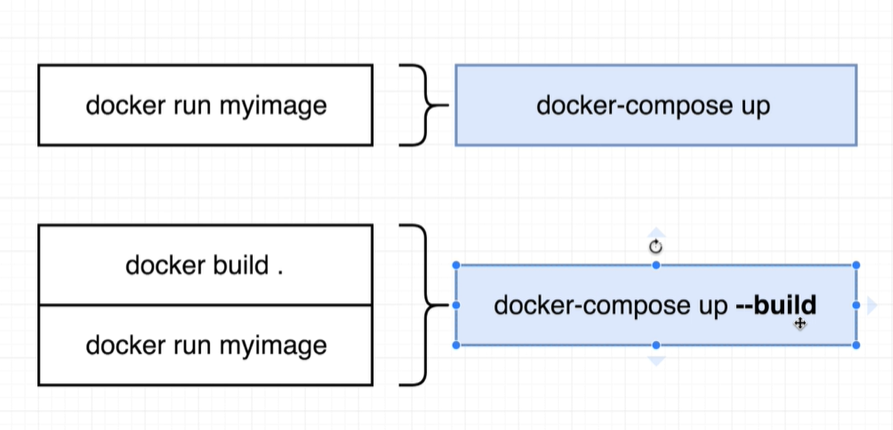 docker run myimage
docker-compose up
docker build .
docker run myimage
docker-compose up --build